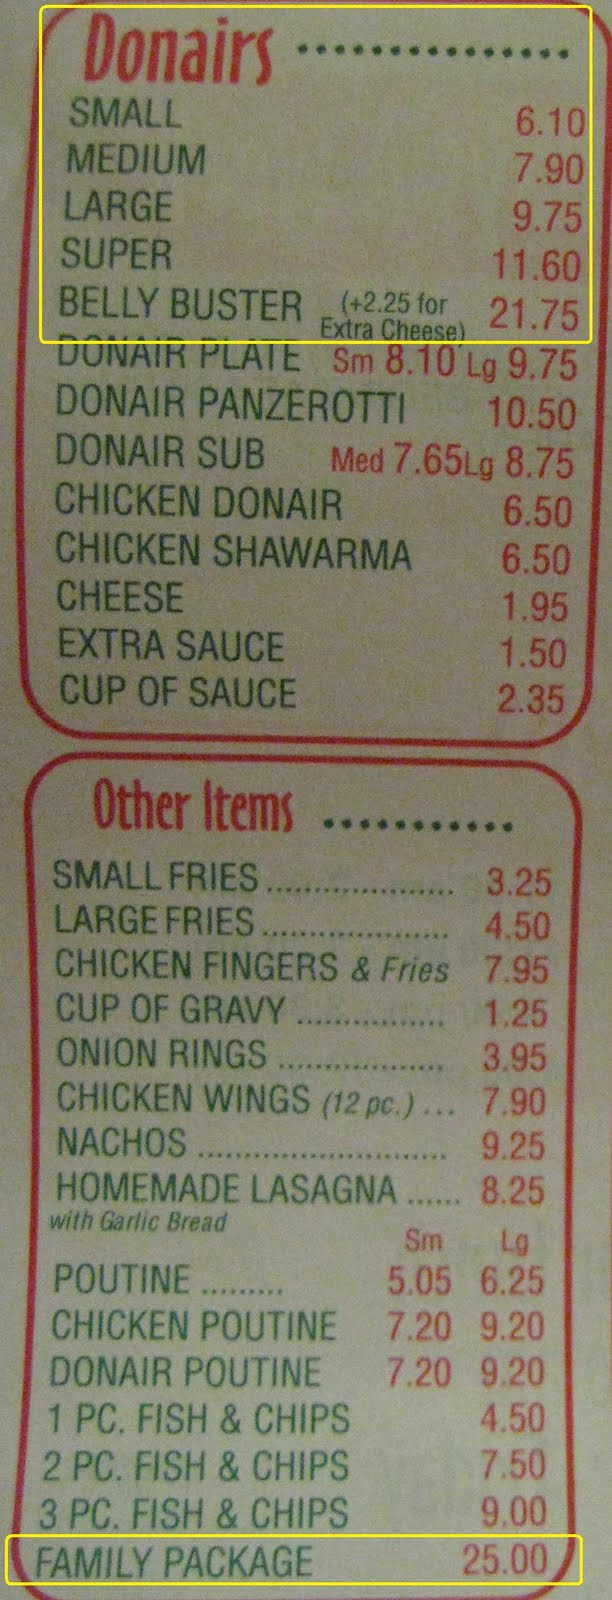 Donairs ...............
SMALL 6.10
MEDIUM 7.90
LARGE 9.75
SUPER 11.60
BELLY BUSTER (+2.25 for Extra Cheese) 21.75
DONAIR PLATE Sm 8.10 Lg 9.75
DONAIR PANZEROTTI 10.50
DONAIR SUB Med 7.65 Lg 8.75
CHICKEN DONAIR 6.50
CHICKEN SHAWARMA 6.50
CHEESE 1.95
EXTRA SAUCE 1.50
CUP OF SAUCE 2.35
Other Items ...........
SMALL FRIES .................... 3.25
LARGE FRIES .................... 4.50
CHICKEN FINGERS & Fries 7.95
CUP OF GRAVY ................ 1.25
ONION RINGS .................. 3.95
CHICKEN WINGS (12 pc.) ... 7.90
NACHOS ........................... 9.25
HOMEMADE LASAGNA ...... 8.25
with Garlic Bread
Sm Lg
POUTINE ......... 5.05 6.25
CHICKEN POUTINE 7.20 9.20
DONAIR POUTINE 7.20 9.20
1 PC. FISH & CHIPS 4.50
2 PC. FISH & CHIPS 7.50
3 PC. FISH & CHIPS 9.00
FAMILY PACKAGE 25.00